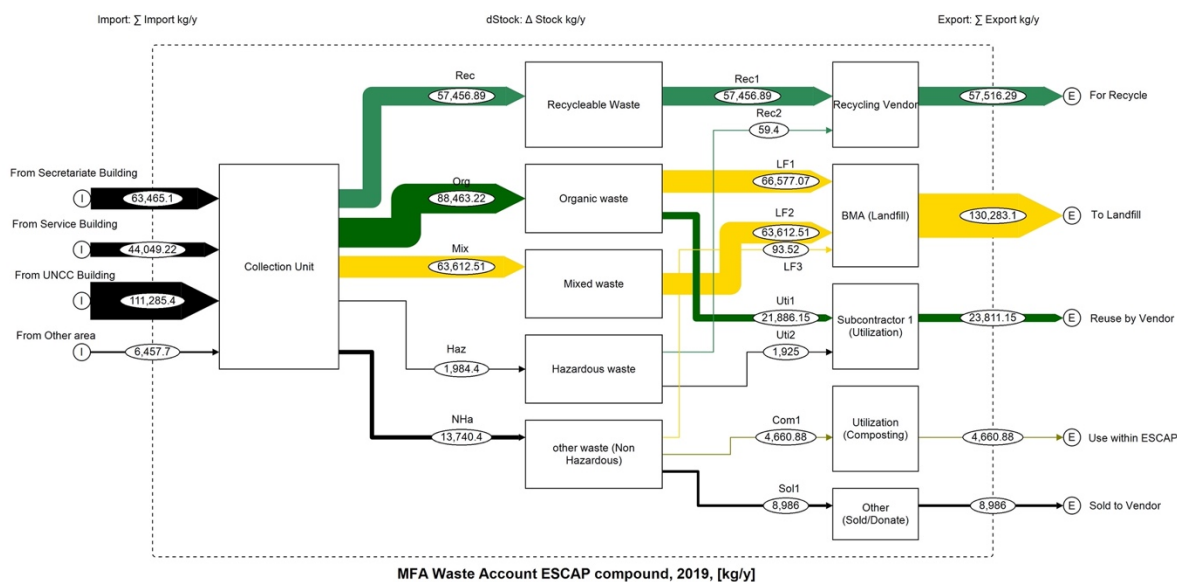 Import: ∑ Import kg/y
dStock: Δ Stock kg/y
Export: ∑ Export kg/y
Rec
57,456.89
Recycleable Waste
Rec1
57,456.89
Rec2
59.4
Recycling Vendor
57,516.29
E
For Recycle
From Secretariate Building
I
63,465.1
From Service Building
I
44,049.22
From UNCC Building
I
111,285.4
From Other area
I
6,457.7
Collection Unit
Org
88,463.22
Organic waste
LF1
66,577.07
LF2
63,612.51
93.52
LF3
BMA (Landfill)
130,283.1
E
To Landfill
Mix
63,612.51
Mixed waste
Uti1
21,886.15
Uti2
1,925
Subcontractor 1
(Utilization)
23,811.15
E
Reuse by Vendor
Haz
1,984.4
Hazardous waste
NHa
13,740.4
other waste (Non
Hazardous)
Com1
4,660.88
Utilization
(Composting)
4,660.88
E
Use within ESCAP
Sol1
8,986
Other
(Sold/Donate)
8,986
E
Sold to Vendor
MFA Waste Account ESCAP compound, 2019, [kg/y]